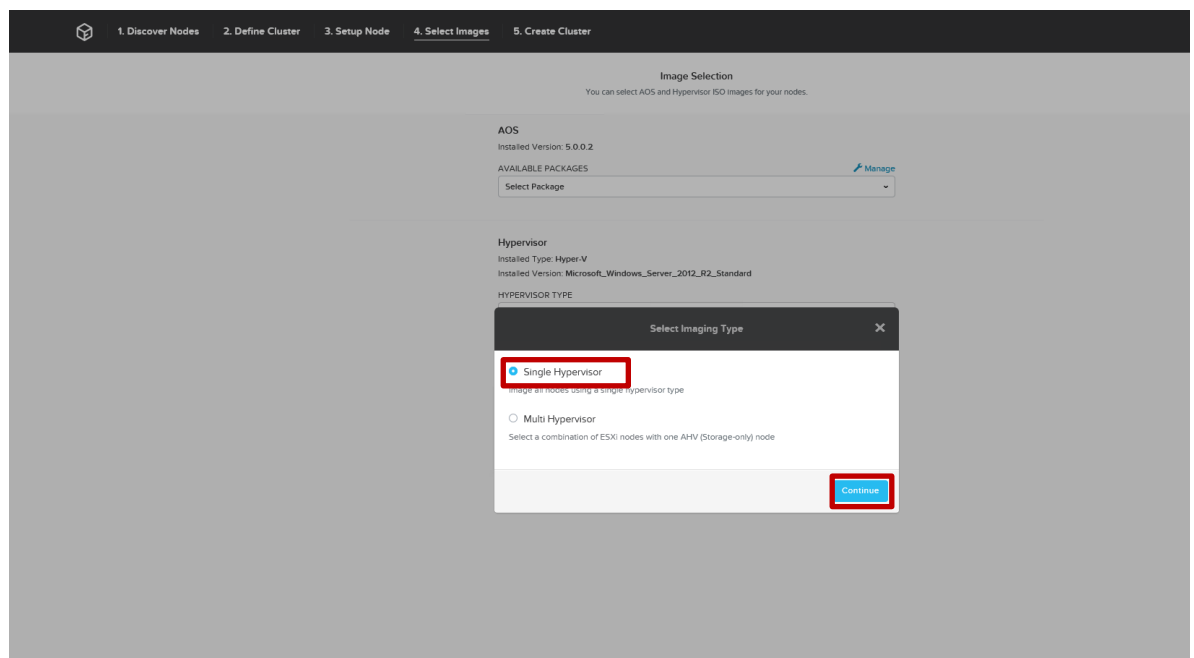 1. Discover Nodes 2. Define Cluster 3. Setup Node 4. Select Images 5. Create Cluster
Image Selection
You can select AOS and Hypervisor ISO images for your nodes.
AOS
Installed Version: 5.0.0.2
AVAILABLE PACKAGES Manage
Select Package
Hypervisor
Installed Type: Hyper-V
Installed Version: Microsoft_Windows_Server_2012_R2_Standard
HYPERVISOR TYPE
Select Imaging Type
Single Hypervisor
Image all nodes using a single hypervisor type
Multi Hypervisor
Select a combination of ESXi nodes with one AHV (Storage-only) node
Continue